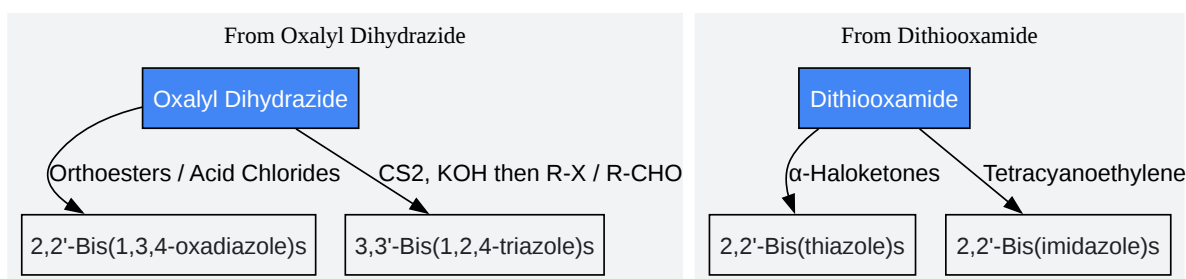 From Oxalyl Dihydrazide
Oxalyl Dihydrazide
Orthoesters / Acid Chlorides
CS2, KOH then R-X / R-CHO
2,2'-Bis(1,3,4-oxadiazole)s
3,3'-Bis(1,2,4-triazole)s
From Dithiooxamide
Dithiooxamide
α-Haloketones
Tetracyanoethylene
2,2'-Bis(thiazole)s
2,2'-Bis(imidazole)s